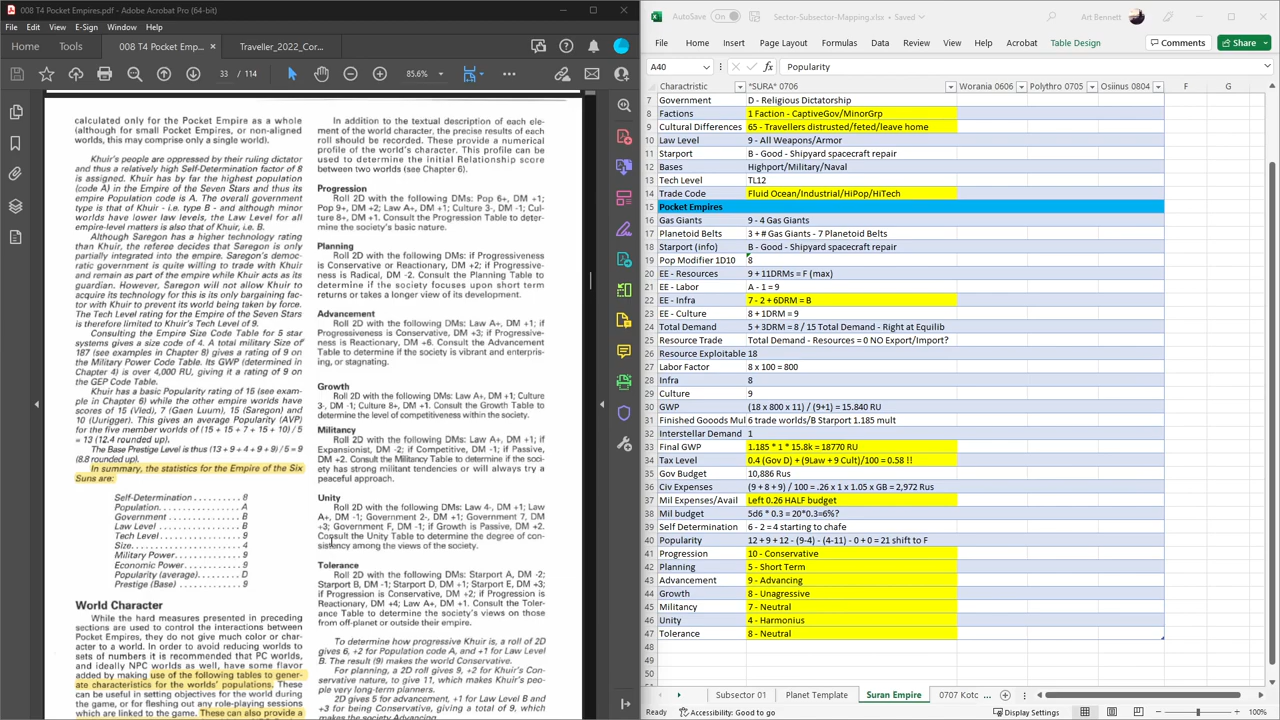 008 T4 Pocket Empires.pdf - Adobe Acrobat Pro (64-bit)
File Edit View E-Sign Window Help
Home Tools 008 T4 Pocket Emp... × Traveller_2022_Cor...
33 / 114 85.6%
calculated only for the Pocket Empire as a whole
(although for small Pocket Empires, or non-aligned
worlds, this may comprise only a single world).
Khuir's people are oppressed by their ruling dictator
and thus a relatively high Self-Determination factor of 8
is assigned. Khuir has by far the highest population
(code A) in the Empire of the Seven Stars and thus its
empire Population code is A. The overall government
type is that of Khuir - i.e. type B - and although minor
worlds have lower law levels, the Law Level for all
empire-level matters is also that of Khuir, i.e. B.
Although Saregon has a higher technology rating
than Khuir, the referee decides that Saregon is only
partially integrated into the empire. Saregon's demo-
cratic government is quite willing to trade with Khuir
and remain as part of the empire while Khuir acts as its
guardian. However, Saregon will not allow Khuir to
acquire its technology for this is its only bargaining fac-
tor with Khuir to prevent its world being taken by force.
The Tech Level rating for the Empire of the Seven Stars
is therefore limited to Khuir's Tech Level of 9.
Consulting the Empire Size Code Table for 5 star
systems gives a size code of 4. A total military Size of
187 (see examples in Chapter 8) gives a rating of 9 on
the Military Power Code Table. Its GWP (determined in
Chapter 4) is over 4,000 RU, giving it a rating of 9 on
the GEP Code Table.
Khuir has a basic Popularity rating of 15 (see exam-
ple in Chapter 6) while the other empire worlds have
scores of 15 (Vled), 7 (Gaen Luum), 15 (Saregon) and
10 (Uurigger). This gives an average Popularity (AVP)
for the five member worlds of (15 + 15 + 7 + 15 + 10) / 5
= 13 (12.4 rounded up).
The Base Prestige Level is thus (13 + 9 + 4 + 9 + 9) / 5 = 9
(8.8 rounded up).
In summary, the statistics for the Empire of the Six
Suns are:
Self-Determination . . . . . . . . . . 8
Population. . . . . . . . . . . . . . . . . . A
Government . . . . . . . . . . . . . . . . B
Law Level . . . . . . . . . . . . . . . . . . B
Tech Level . . . . . . . . . . . . . . . . . 9
Size. . . . . . . . . . . . . . . . . . . . . . . 4
Military Power. . . . . . . . . . . . . . . 9
Economic Power . . . . . . . . . . . . . 9
Popularity (average) . . . . . . . . . . D
Prestige (Base) . . . . . . . . . . . . . . 9
World Character
While the hard measures presented in preceding
sections are used to control the interactions between
Pocket Empires, they do not give much color or char-
acter to a world. In order to avoid reducing worlds to
sets of numbers it is recommended that PC worlds,
and ideally NPC worlds as well, have some flavor
added by making use of the following tables to gener-
ate characteristics for the worlds' populations. These
can be useful in setting objectives for the world during
the game, or for fleshing out any role-playing sessions
which are linked to the game. These can also provide a
In addition to the textual description of each ele-
ment of the world character, the precise results of each
roll should be recorded. These provide a numerical
profile of the world's character. This profile can be
used to determine the initial Relationship score
between two worlds (see Chapter 6).
Progression
Roll 2D with the following DMs: Pop 6+, DM +1;
Pop 9+, DM +2; Law A+, DM +1; Culture 3-, DM -1; Cul-
ture 8+, DM +1. Consult the Progression Table to deter-
mine the society's basic nature.
Planning
Roll 2D with the following DMs: if Progressiveness
is Conservative or Reactionary, DM +2; if Progressive-
ness is Radical, DM -2. Consult the Planning Table to
determine if the society focuses upon short term
returns or takes a longer view of its development.
Advancement
Roll 2D with the following DMs: Law A+, DM +1; if
Progressiveness is Conservative, DM +3; if Progressive-
ness is Reactionary, DM +6. Consult the Advancement
Table to determine if the society is vibrant and enterpris-
ing, or stagnating.
Growth
Roll 2D with the following DMs: Law A+, DM +1; Culture
3-, DM -1; Culture 8+, DM +1. Consult the Growth Table to
determine the level of competitiveness within the society.
Militancy
Roll 2D with the following DMs: Law A+, DM +1; if
Expansionist, DM -2; if Competitive, DM -1; if Passive,
DM +2. Consult the Militancy Table to determine if the soci-
ety has strong militant tendencies or will always try a
peaceful approach.
Unity
Roll 2D with the following DMs: Law 4-, DM +1; Law
A+, DM -1; Government 2-, DM +1; Government 7, DM
+3; Government F, DM -1; if Growth is Passive, DM +2.
Consult the Unity Table to determine the degree of con-
sistency among the views of the society.
Tolerance
Roll 2D with the following DMs: Starport A, DM -2;
Starport B, DM -1; Starport D, DM +1; Starport E, DM +3;
if Progression is Conservative, DM +2; if Progression is
Reactionary, DM +4; Law A+, DM +1. Consult the Toler-
ance Table to determine the society's views on those
from off-planet or outside their empire.
To determine how progressive Khuir is, a roll of 2D
gives 6, +2 for Population code A, and +1 for Law Level
B. The result (9) makes the world Conservative.
For planning, a 2D roll gives 9, +2 for Khuir's Con-
servative nature, to give 11, which makes Khuir's peo-
ple very long-term planners.
2D gives 5 for advancement, +1 for Law Level B and
+3 for being Conservative, giving a total of 9, which
makes the society Advancing.
AutoSave Off Sector-Subsector-Mapping.xlsx - Saved Art Bennett
File Home Insert Page Layout Formulas Data Review View Help Acrobat Table Design Comments Share
A40 fx Popularity
Charactristic *SURA* 0706 Worania 0606 Polythro 0705 Osiinus 0804 F G
7 Government D - Religious Dictatorship
8 Factions 1 Faction - CaptiveGov/MinorGrp
9 Cultural Differences 65 - Travellers distrusted/feted/leave home
10 Law Level 9 - All Weapons/Armor
11 Starport B - Good - Shipyard spacecraft repair
12 Bases Highport/Military/Naval
13 Tech Level TL12
14 Trade Code Fluid Ocean/Industrial/HiPop/HiTech
15 Pocket Empires
16 Gas Giants 9 - 4 Gas Giants
17 Planetoid Belts 3 + # Gas Giants - 7 Planetoid Belts
18 Starport (info) B - Good - Shipyard spacecraft repair
19 Pop Modifier 1D10 8
20 EE - Resources 9 + 11DRMs = F (max)
21 EE - Labor A - 1 = 9
22 EE - Infra 7 - 2 + 6DRM = B
23 EE - Culture 8 + 1DRM = 9
24 Total Demand 5 + 3DRM = 8 / 15 Total Demand - Right at Equilib
25 Resource Trade Total Demand - Resources = 0 NO Export/Import?
26 Resource Exploitable 18
27 Labor Factor 8 x 100 = 800
28 Infra 8
29 Culture 9
30 GWP (18 x 800 x 11) / (9+1) = 15.840 RU
31 Finished Gooods Mul 6 trade worlds/B Starport 1.185 mult
32 Interstellar Demand 1
33 Final GWP 1.185 * 1 * 15.8k = 18770 RU
34 Tax Level 0.4 (Gov D) + (9Law + 9 Cult)/100 = 0.58 !!
35 Gov Budget 10,886 Rus
36 Civ Expenses (9 + 8 + 9) / 100 = .26 x 1 x 1.05 x GB = 2,972 Rus
37 Mil Expenses/Avail Left 0.26 HALF budget
38 Mil budget 5d6 * 0.3 = 20*0.3=6%?
39 Self Determination 6 - 2 = 4 starting to chafe
40 Popularity 12 + 9 + 12 - (9-4) - (4-11) - 0 + 0 = 21 shift to F
41 Progression 10 - Conservative
42 Planning 5 - Short Term
43 Advancement 9 - Advancing
44 Growth 8 - Unagressive
45 Militancy 7 - Neutral
46 Unity 4 - Harmonius
47 Tolerance 8 - Neutral
48
49
50
51
Subsector 01 Planet Template Suran Empire 0707 Kotc ...
Ready Accessibility: Good to go Display Settings 100%